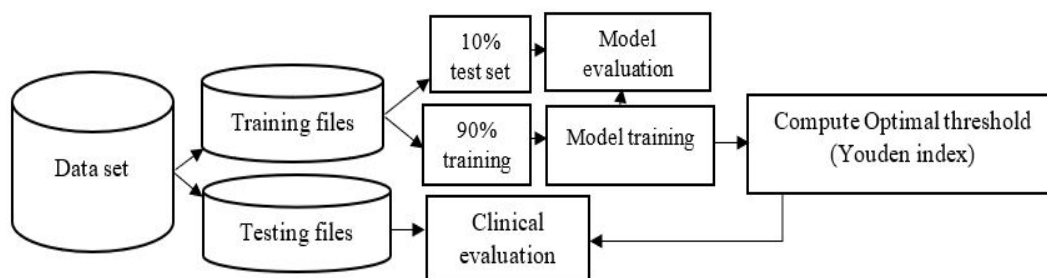 Data set
Training files
Testing files
10%
test set
90%
training
Model
evaluation
Model training
Compute Optimal threshold
(Youden index)
Clinical
evaluation